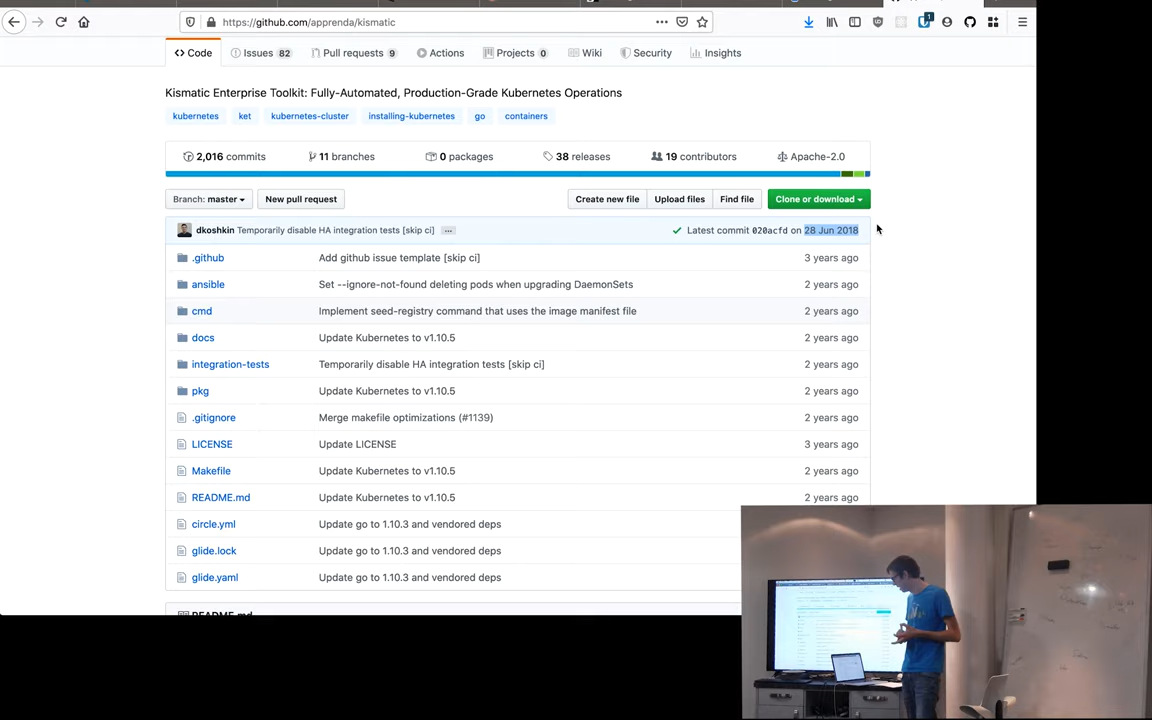 https://github.com/apprenda/kismatic
1
Code
Issues 82
Pull requests 9
Actions
Projects 0
Wiki
Security
Insights
Kismatic Enterprise Toolkit: Fully-Automated, Production-Grade Kubernetes Operations
kubernetes ket kubernetes-cluster installing-kubernetes go containers
2,016 commits 11 branches 0 packages 38 releases 19 contributors Apache-2.0
Branch: master New pull request Create new file Upload files Find file Clone or download
dkoshkin Temporarily disable HA integration tests [skip ci] ... Latest commit 020acfd on 28 Jun 2018
.github Add github issue template [skip ci] 3 years ago
ansible Set --ignore-not-found deleting pods when upgrading DaemonSets 2 years ago
cmd Implement seed-registry command that uses the image manifest file 2 years ago
docs Update Kubernetes to v1.10.5 2 years ago
integration-tests Temporarily disable HA integration tests [skip ci] 2 years ago
pkg Update Kubernetes to v1.10.5 2 years ago
.gitignore Merge makefile optimizations (#1139) 2 years ago
LICENSE Update LICENSE 3 years ago
Makefile Update Kubernetes to v1.10.5 2 years ago
README.md Update Kubernetes to v1.10.5 2 years ago
circle.yml Update go to 1.10.3 and vendored deps
glide.lock Update go to 1.10.3 and vendored deps
glide.yaml Update go to 1.10.3 and vendored deps
README.md